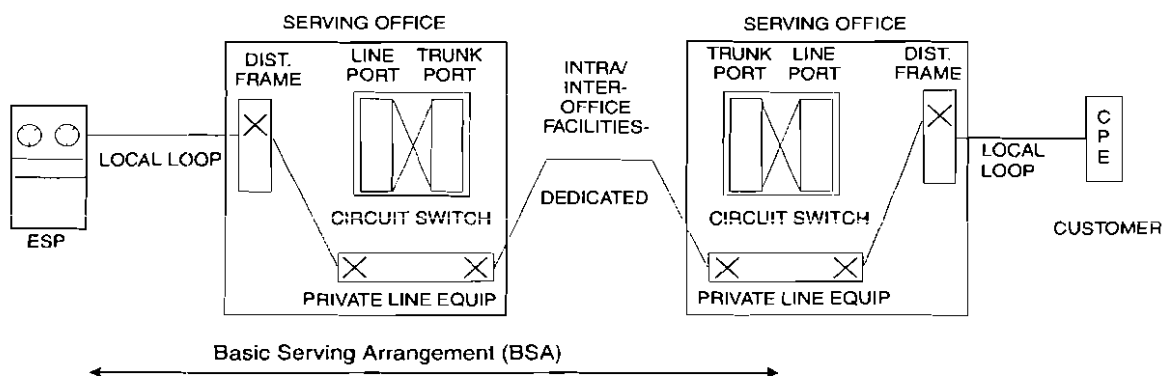 SERVING OFFICE
DIST.
FRAME
LINE
PORT
TRUNK
PORT
LOCAL LOOP
ESP
CIRCUIT SWITCH
PRIVATE LINE EQUIP
INTRA/
INTER-
OFFICE
FACILITIES-
DEDICATED
SERVING OFFICE
TRUNK
PORT
LINE
PORT
DIST.
FRAME
CIRCUIT SWITCH
PRIVATE LINE EQUIP
LOCAL
LOOP
C
P
E
CUSTOMER
Basic Serving Arrangement (BSA)